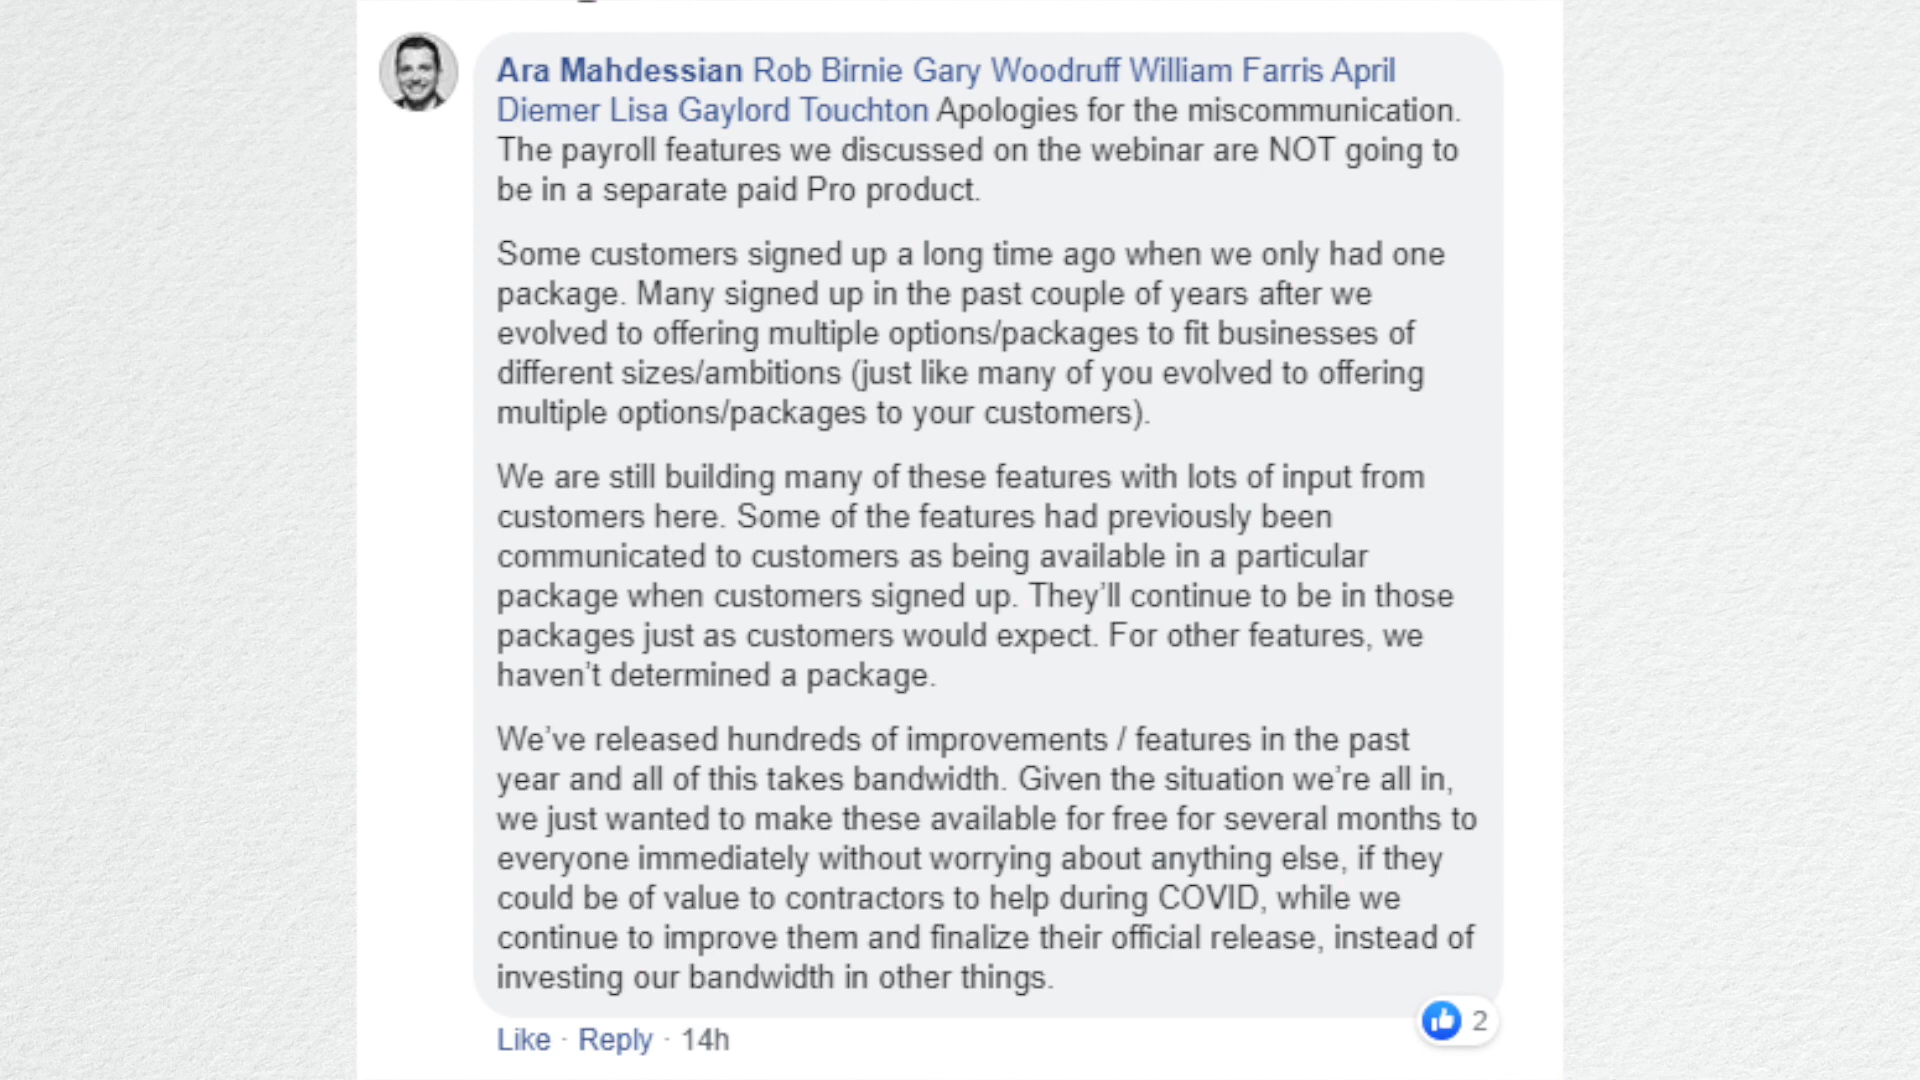 Ara Mahdessian Rob Birnie Gary Woodruff William Farris April
Diemer Lisa Gaylord Touchton Apologies for the miscommunication.
The payroll features we discussed on the webinar are NOT going to
be in a separate paid Pro product.
Some customers signed up a long time ago when we only had one
package. Many signed up in the past couple of years after we
evolved to offering multiple options/packages to fit businesses of
different sizes/ambitions (just like many of you evolved to offering
multiple options/packages to your customers).
We are still building many of these features with lots of input from
customers here. Some of the features had previously been
communicated to customers as being available in a particular
package when customers signed up. They'll continue to be in those
packages just as customers would expect. For other features, we
haven't determined a package.
We've released hundreds of improvements / features in the past
year and all of this takes bandwidth. Given the situation we're all in,
we just wanted to make these available for free for several months to
everyone immediately without worrying about anything else, if they
could be of value to contractors to help during COVID, while we
continue to improve them and finalize their official release, instead of
investing our bandwidth in other things.
2
Like · Reply · 14h